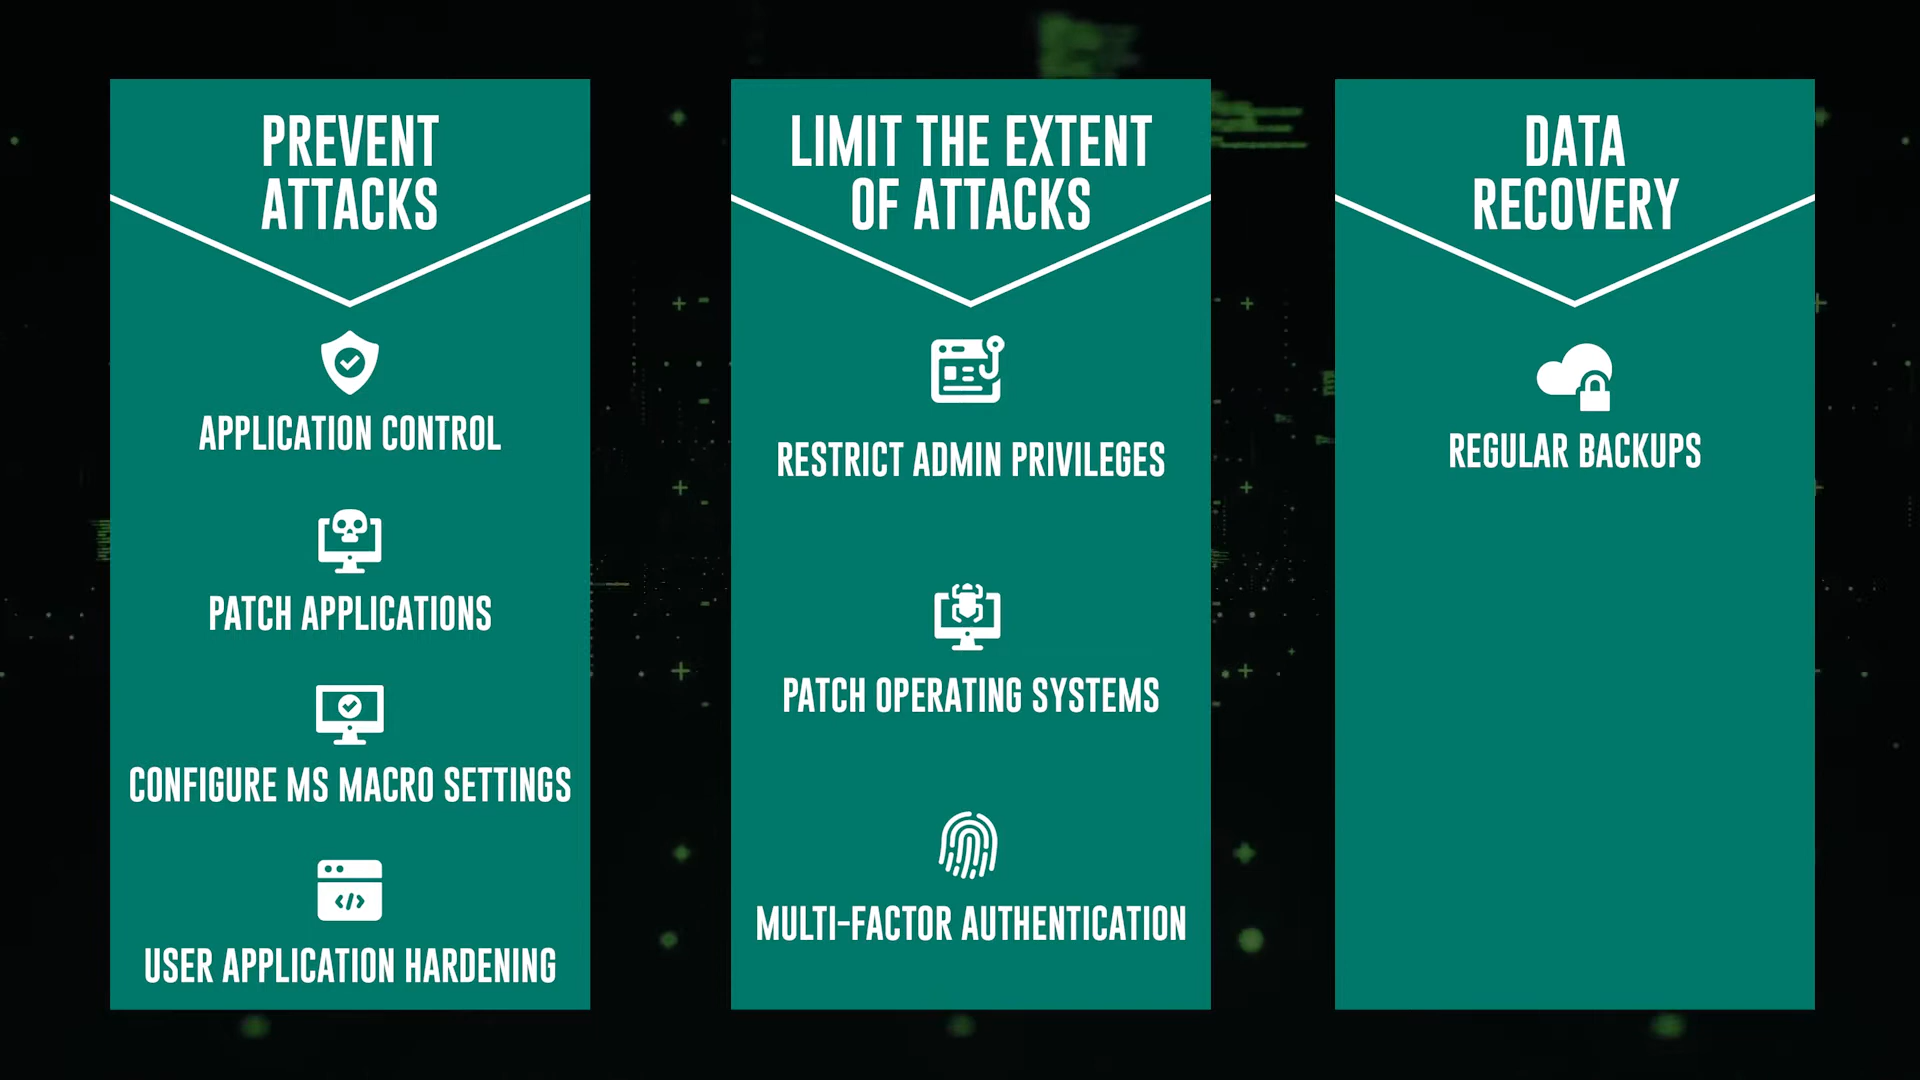 PREVENT
ATTACKS
APPLICATION CONTROL
PATCH APPLICATIONS
CONFIGURE MS MACRO SETTINGS
USER APPLICATION HARDENING
LIMIT THE EXTENT
OF ATTACKS
RESTRICT ADMIN PRIVILEGES
PATCH OPERATING SYSTEMS
MULTI-FACTOR AUTHENTICATION
DATA
RECOVERY
REGULAR BACKUPS